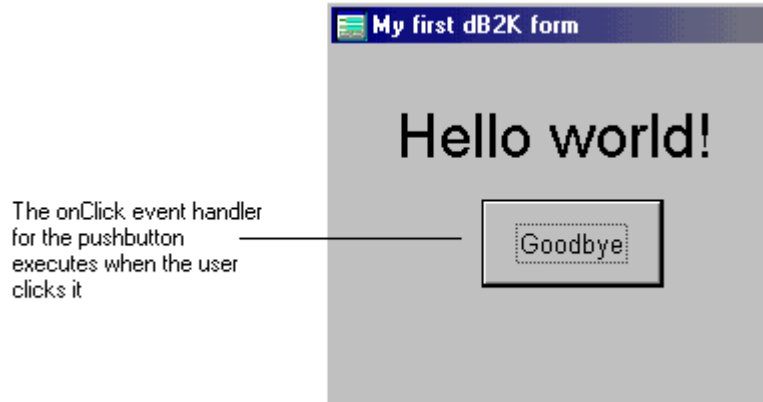 My first dB2K form
Hello world!
The onClick event handler
for the pushbutton
executes when the user
clicks it
Goodbye